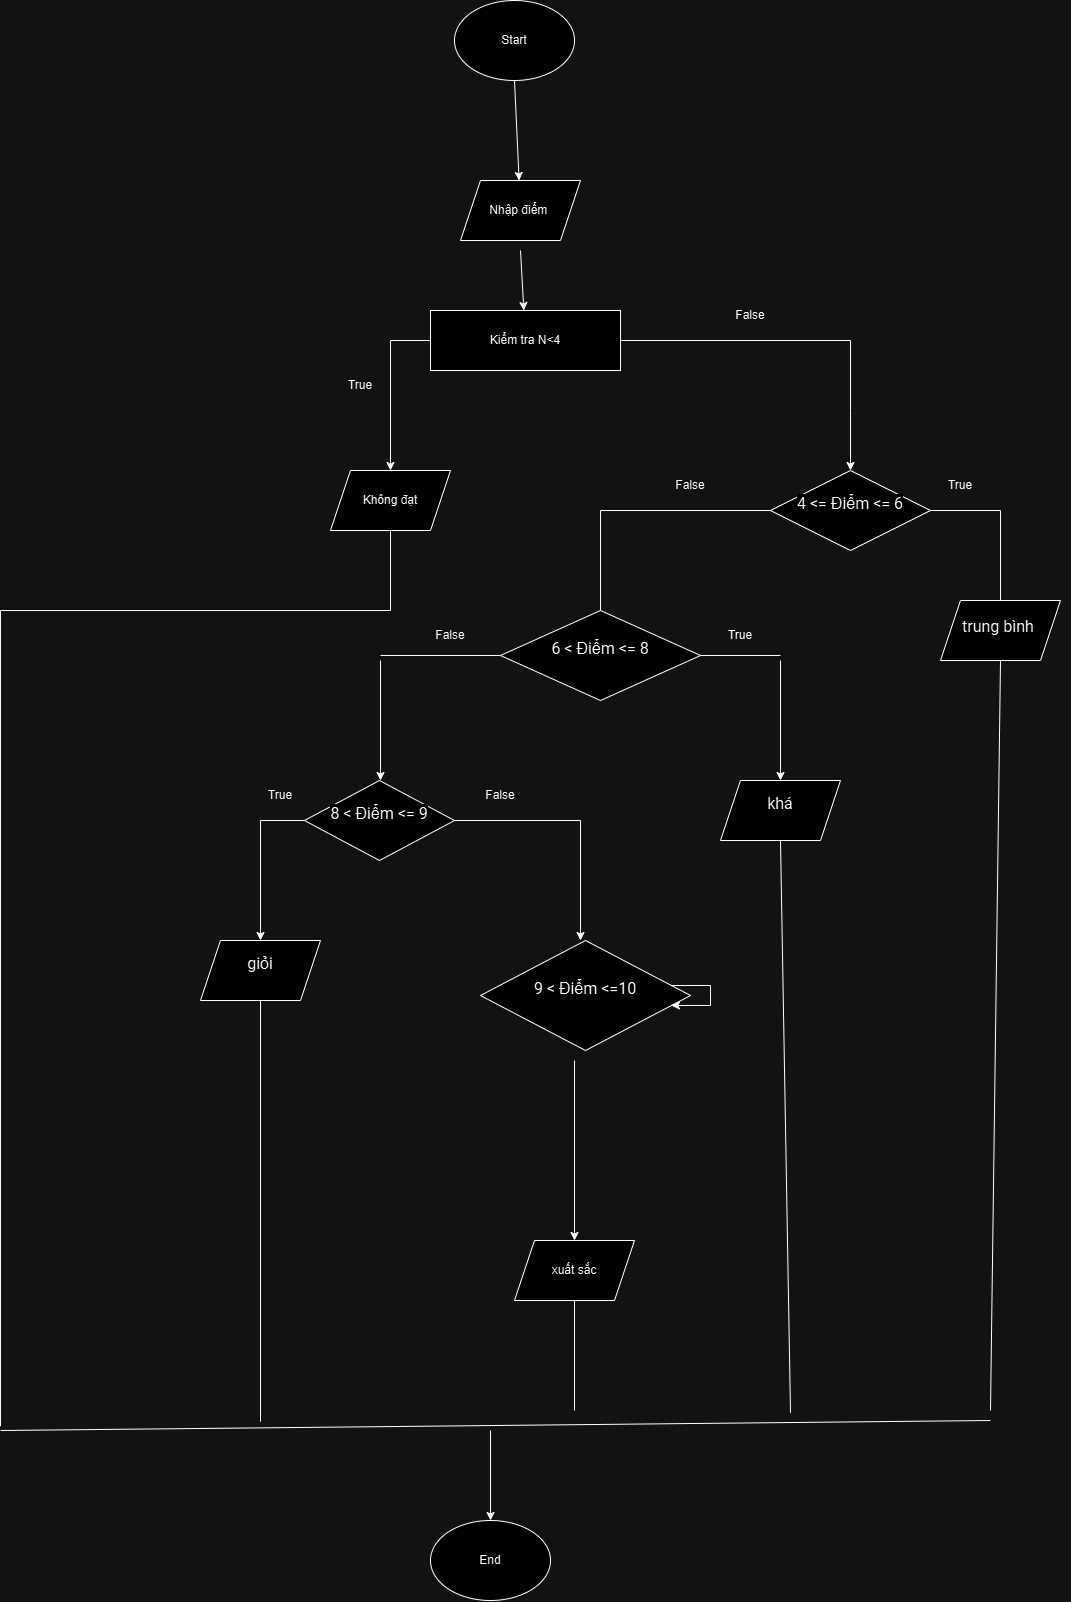 Start
Nhập điểm
Kiểm tra N<4
False
True
Không đạt
False
4 <= Điểm <= 6
True
trung bình
False
6 < Điểm <= 8
True
True
8 < Điểm <= 9
False
khá
giỏi
9 < Điểm <=10
xuất sắc
End